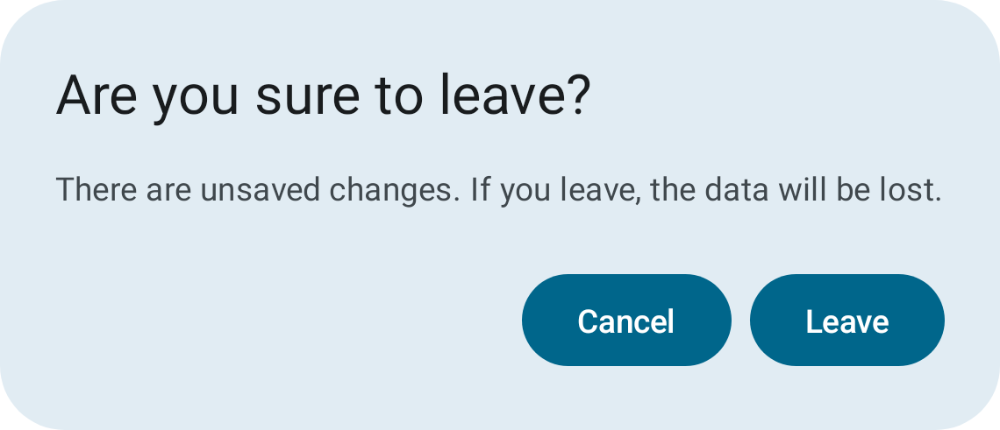 Are you sure to leave?
There are unsaved changes. If you leave, the data will be lost.
Cancel Leave